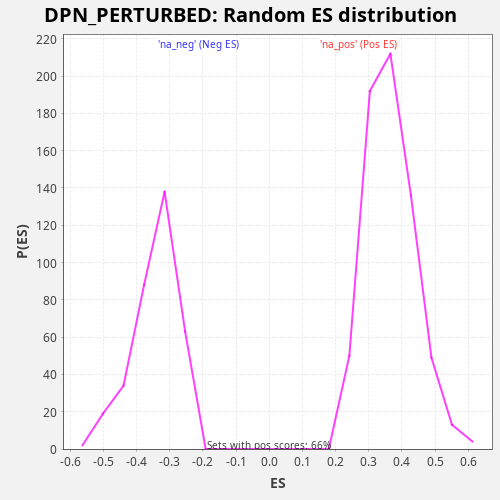 DPN_PERTURBED: Random ES distribution
'na_neg' (Neg ES) 'na_pos' (Pos ES)
P(ES)
220
200
180
160
140
120
100
80
60
40
20
0
Sets with pos scores: 66%
-0.6 -0.5 -0.4 -0.3 -0.2 -0.1 0.0 0.1 0.2 0.3 0.4 0.5 0.6
ES